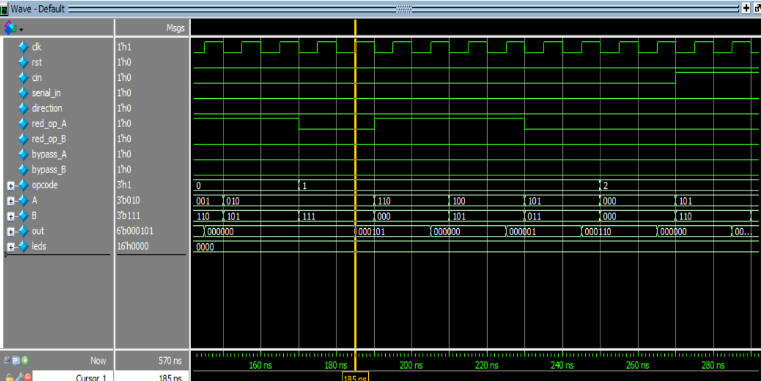 Wave - Default
Msgs
clk 1'h1
rst 1'h0
cin 1'h0
serial_in 1'h0
direction 1'h0
red_op_A 1'h0
red_op_B 1'h0
bypass_A 1'h0
bypass_B 1'h0
opcode 3'h1 0 1 2
A 3'b010 001 010 110 100 101 000 101
B 3'b111 110 101 111 000 101 011 000 110
out 6'b000101 000000 000101 000000 000001 000110 000000 00...
leds 16'h0000 0000
Now 570 ns 160 ns 180 ns 200 ns 220 ns 240 ns 260 ns 280 ns
Cursor 1 185 ns 185 ns